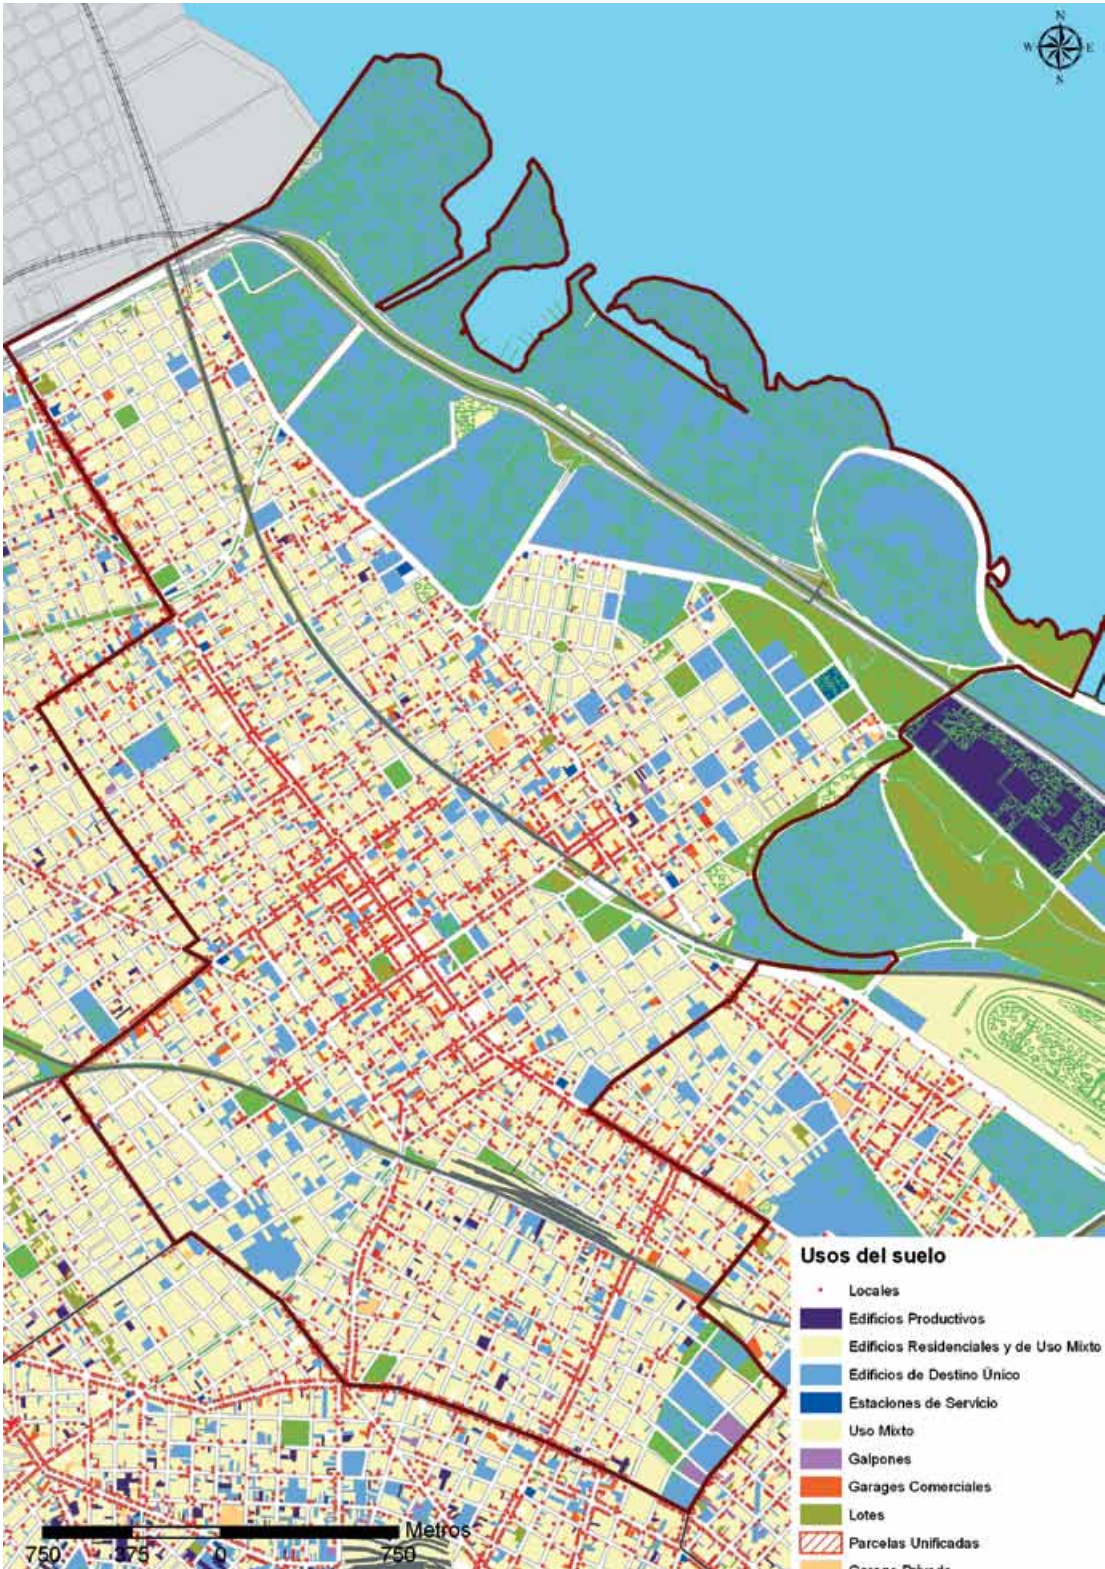 N
W E
N
Usos del suelo
Locales
Edificios Productivos
Edificios Residenciales y de Uso Mixto
Edificios de Destino Único
Estaciones de Servicio
Uso Mixto
Galpones
Garages Comerciales
Lotes
Parcelas Unificadas
Metros
750 375 0 750